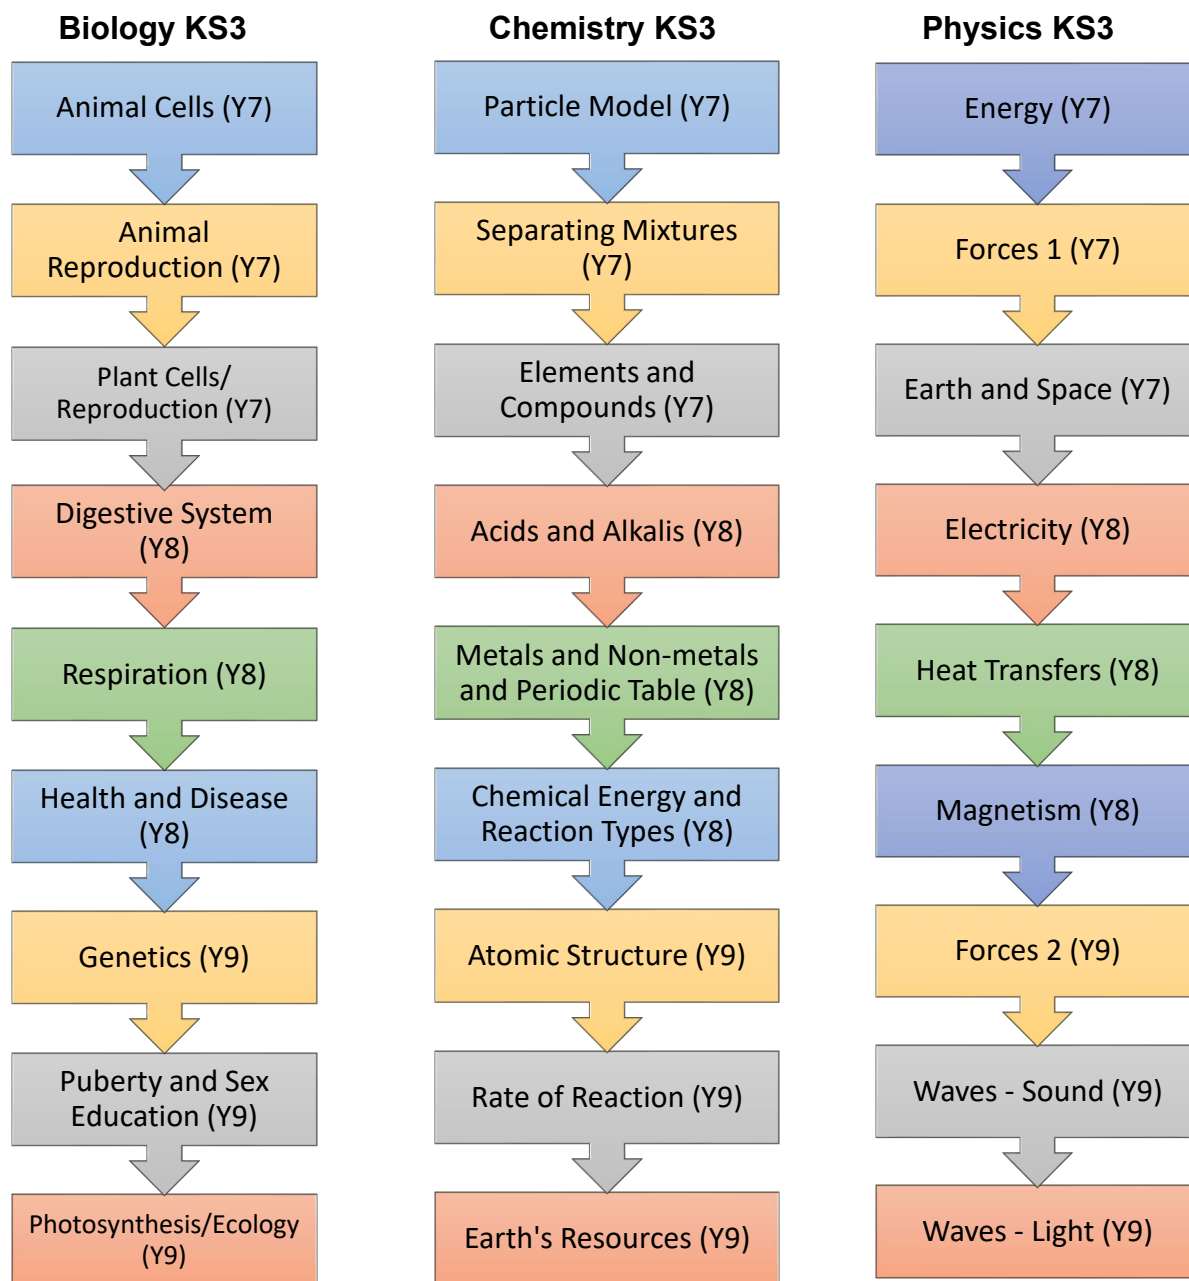 Biology KS3
Animal Cells (Y7)
Animal
Reproduction (Y7)
Plant Cells/
Reproduction (Y7)
Digestive System
(Y8)
Respiration (Y8)
Health and Disease
(Y8)
Genetics (Y9)
Puberty and Sex
Education (Y9)
Photosynthesis/Ecology
(Y9)
Chemistry KS3
Particle Model (Y7)
Separating Mixtures
(Y7)
Elements and
Compounds (Y7)
Acids and Alkalis (Y8)
Metals and Non-metals
and Periodic Table (Y8)
Chemical Energy and
Reaction Types (Y8)
Atomic Structure (Y9)
Rate of Reaction (Y9)
Earth's Resources (Y9)
Physics KS3
Energy (Y7)
Forces 1 (Y7)
Earth and Space (Y7)
Electricity (Y8)
Heat Transfers (Y8)
Magnetism (Y8)
Forces 2 (Y9)
Waves - Sound (Y9)
Waves - Light (Y9)